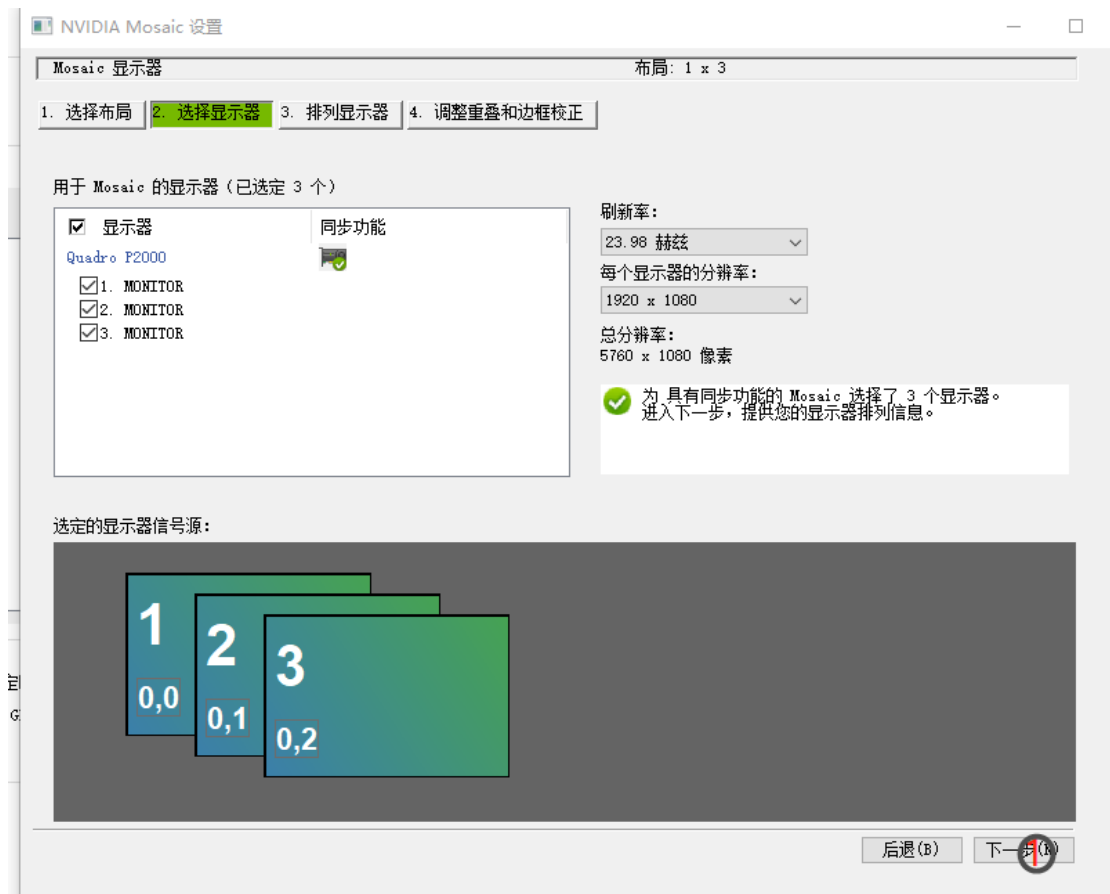 NVIDIA Mosaic 设置
Mosaic 显示器 布局: 1 x 3
1. 选择布局 2. 选择显示器 3. 排列显示器 4. 调整重叠和边框校正
用于 Mosaic 的显示器（已选定 3 个）
显示器 同步功能
Quadro P2000
1. MONITOR
2. MONITOR
3. MONITOR
刷新率：
23.98 赫兹
每个显示器的分辨率：
1920 x 1080
总分辨率：
5760 x 1080 像素
为 具有同步功能的 Mosaic 选择了 3 个显示器。
进入下一步，提供您的显示器排列信息。
选定的显示器信号源：
1
0,0
2
0,1
3
0,2
后退(B) 下一步(N)
1